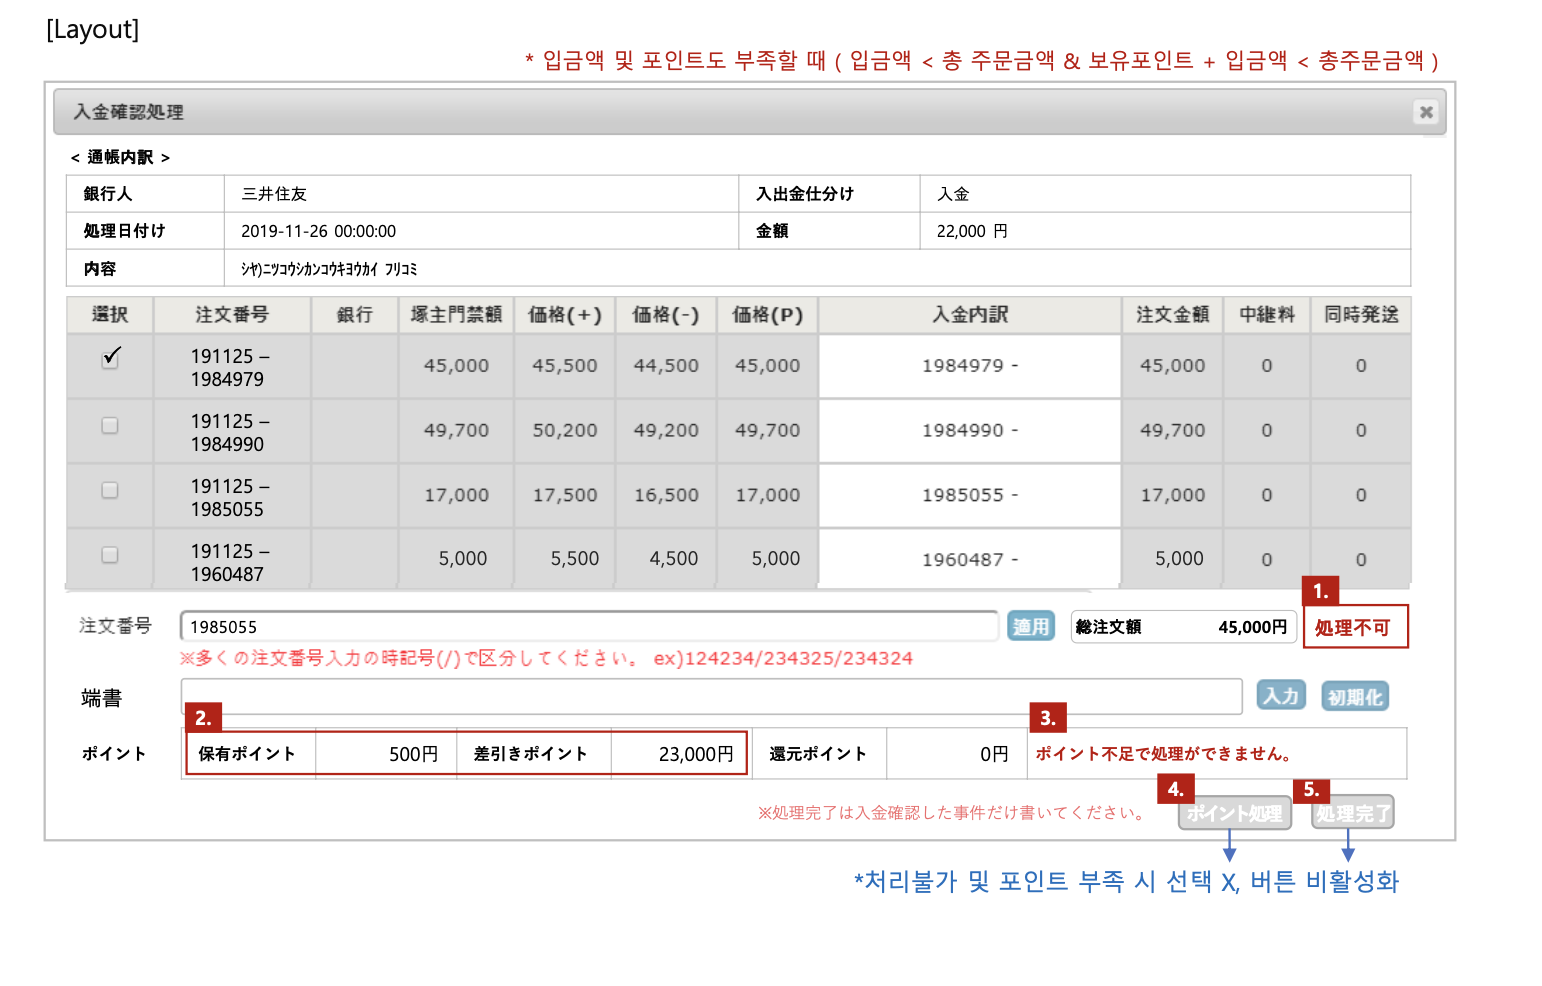 [Layout]
* 입금액 및 포인트도 부족할 때 ( 입금액 < 총 주문금액 & 보유포인트 + 입금액 < 총주문금액 )
入金確認処理
< 通帳内訳 >
銀行人 三井住友 入出金仕分け 入金
処理日付け 2019-11-26 00:00:00 金額 22,000 円
内容 ｼﾔ)ﾆﾂｺｳｼｶﾝｺｳｷﾖｳｶｲ ﾌﾘｺﾐ
選択 注文番号 銀行 塚主門禁額 価格(+) 価格(-) 価格(P) 入金内訳 注文金額 中継料 同時発送
191125 –
1984979
45,000 45,500 44,500 45,000 1984979 - 45,000 0 0
191125 –
1984990
49,700 50,200 49,200 49,700 1984990 - 49,700 0 0
191125 –
1985055
17,000 17,500 16,500 17,000 1985055 - 17,000 0 0
191125 –
1960487
5,000 5,500 4,500 5,000 1960487 - 5,000 0 0
1.
注文番号 1985055 適用 総注文額 45,000円 処理不可
※多くの注文番号入力の時記号(/)で区分してください。 ex)124234/234325/234324
端書 入力 初期化
2. 3.
ポイント 保有ポイント 500円 差引きポイント 23,000円 還元ポイント 0円 ポイント不足で処理ができません。
4. 5.
※処理完了は入金確認した事件だけ書いてください。 ポイント処理 処理完了
*처리불가 및 포인트 부족 시 선택 X, 버튼 비활성화